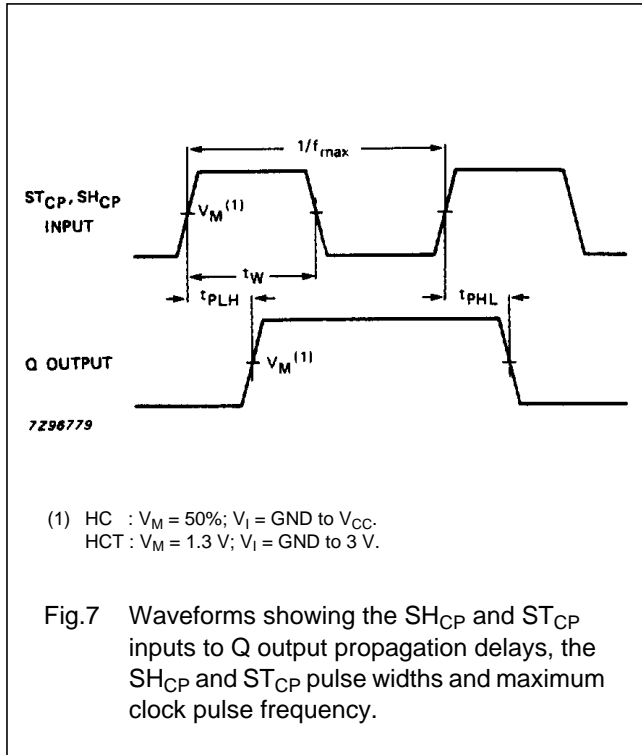 1/fmax
STCP, SHCP
INPUT
VM(1)
tW
tPLH
tPHL
Q OUTPUT
VM(1)
7Z96779
(1) HC : VM = 50%; VI = GND to VCC.
HCT : VM = 1.3 V; VI = GND to 3 V.
Fig.7 Waveforms showing the SHCP and STCP
inputs to Q output propagation delays, the
SHCP and STCP pulse widths and maximum
clock pulse frequency.